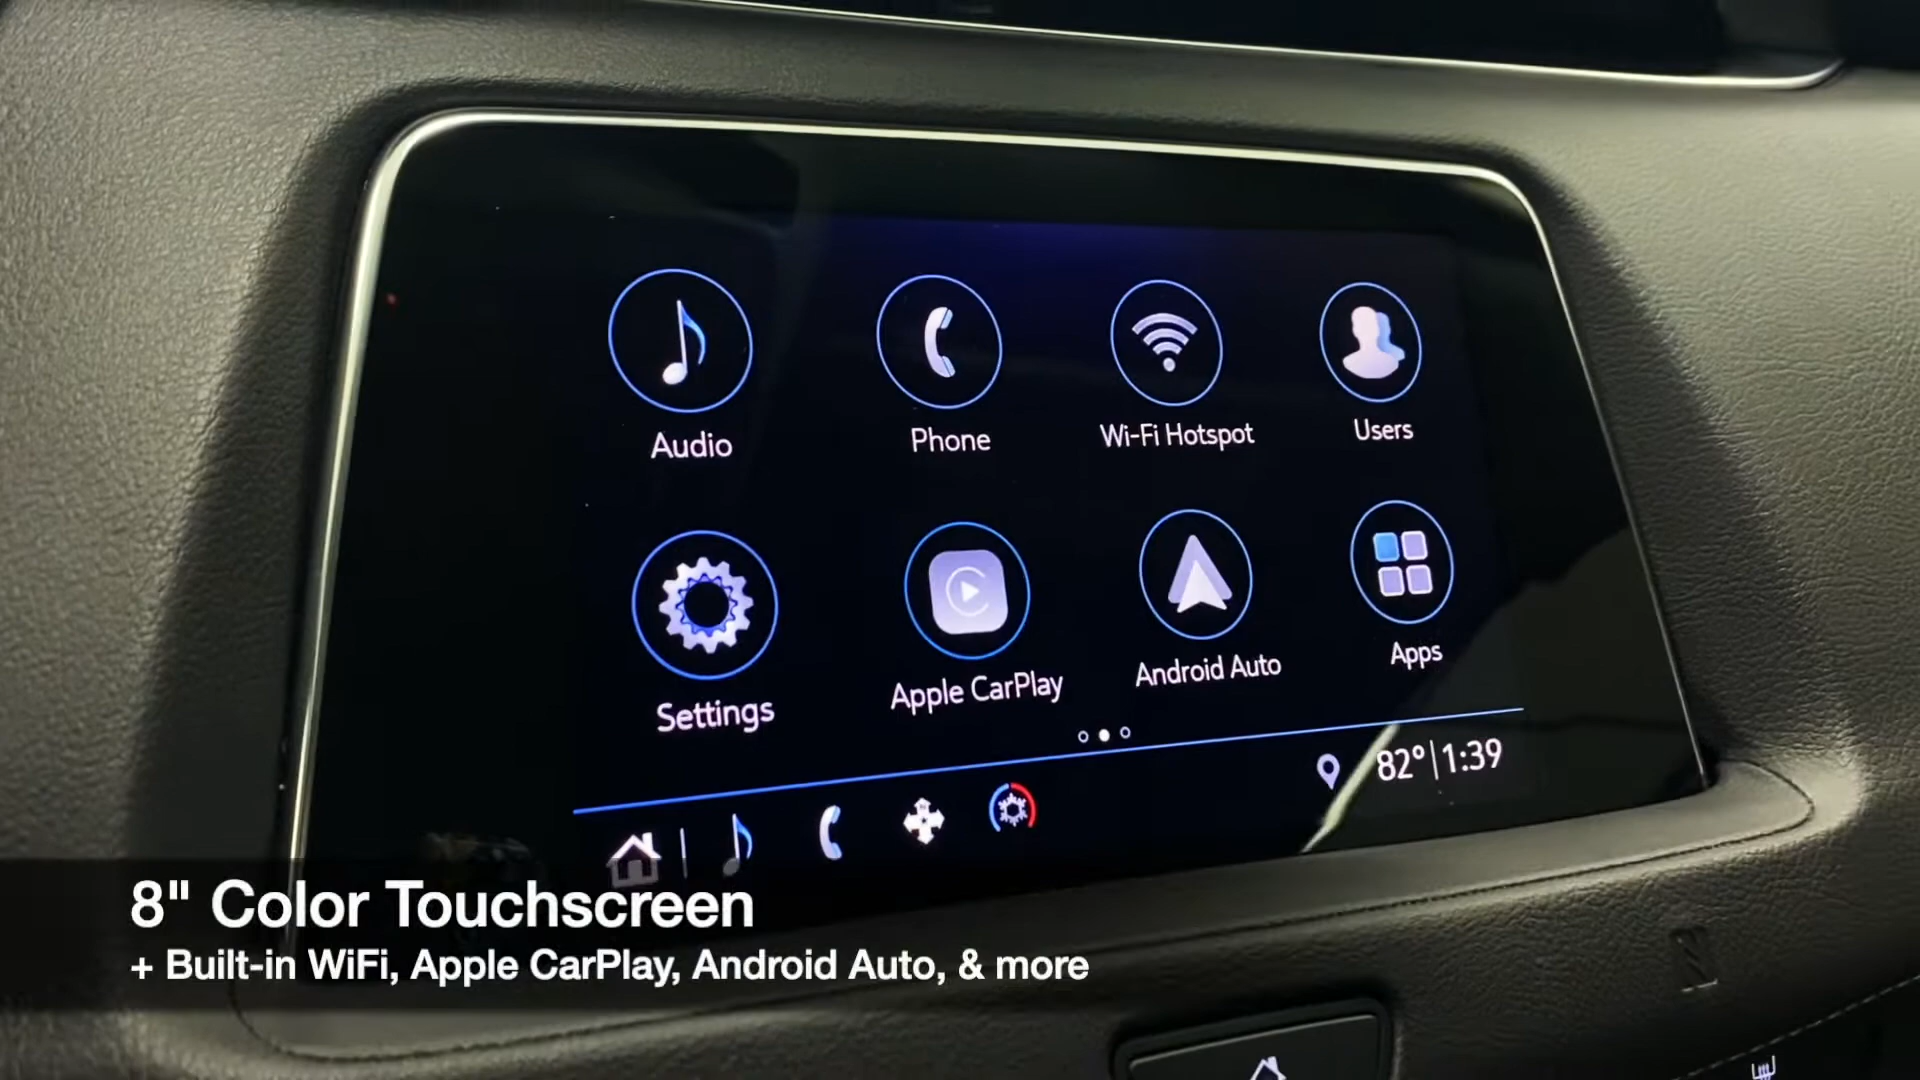 Audio
Phone
Wi-Fi Hotspot
Users
Settings
Apple CarPlay
Android Auto
Apps
82°|1:39
8" Color Touchscreen
+ Built-in WiFi, Apple CarPlay, Android Auto, & more